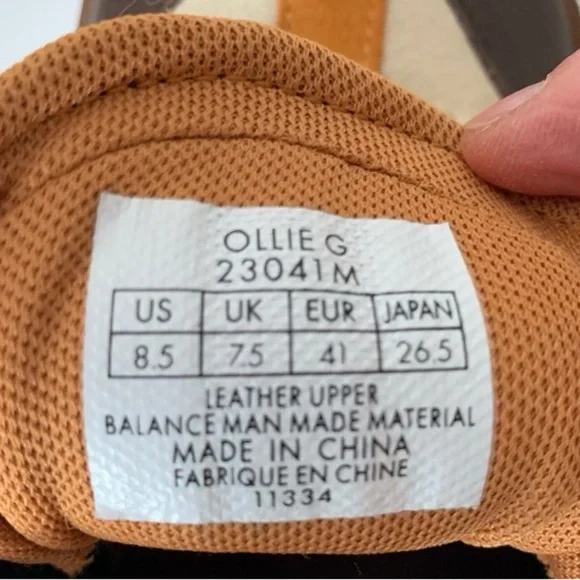 OLLIE G
23041M
US UK EUR JAPAN
8.5 7.5 41 26.5
LEATHER UPPER
BALANCE MAN MADE MATERIAL
MADE IN CHINA
FABRIQUE EN CHINE
11334